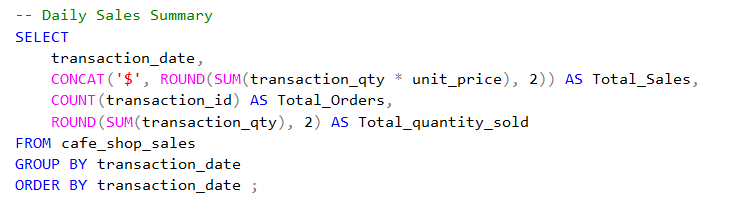 -- Daily Sales Summary
SELECT
    transaction_date,
    CONCAT('$', ROUND(SUM(transaction_qty * unit_price), 2)) AS Total_Sales,
    COUNT(transaction_id) AS Total_Orders,
    ROUND(SUM(transaction_qty), 2) AS Total_quantity_sold
FROM cafe_shop_sales
GROUP BY transaction_date
ORDER BY transaction_date ;